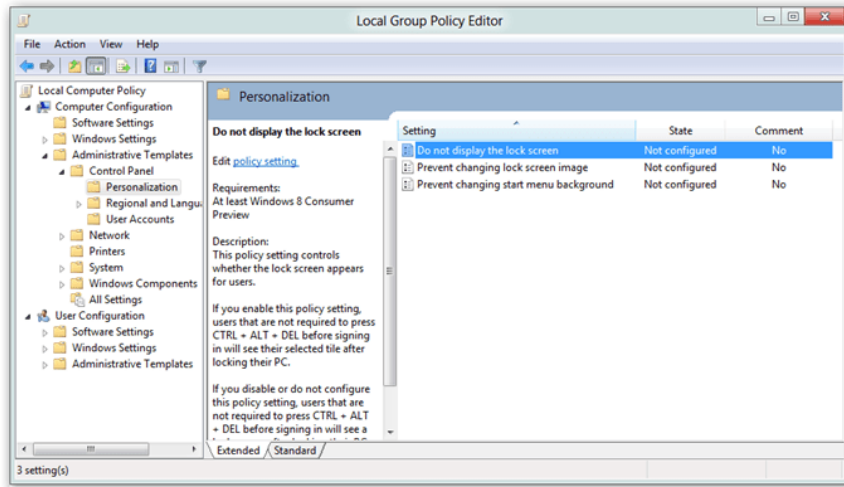 Local Group Policy Editor
File Action View Help
Local Computer Policy
Computer Configuration
Software Settings
Windows Settings
Administrative Templates
Control Panel
Personalization
Regional and Langu
User Accounts
Network
Printers
System
Windows Components
All Settings
User Configuration
Software Settings
Windows Settings
Administrative Templates
Personalization
Do not display the lock screen
Edit policy setting
Requirements:
At least Windows 8 Consumer
Preview
Description:
This policy setting controls
whether the lock screen appears
for users.
If you enable this policy setting,
users that are not required to press
CTRL + ALT + DEL before signing
in will see their selected tile after
locking their PC.
If you disable or do not configure
this policy setting, users that are
not required to press CTRL + ALT
+ DEL before signing in will see a
Setting State Comment
Do not display the lock screen Not configured No
Prevent changing lock screen image Not configured No
Prevent changing start menu background Not configured No
Extended Standard
3 setting(s)